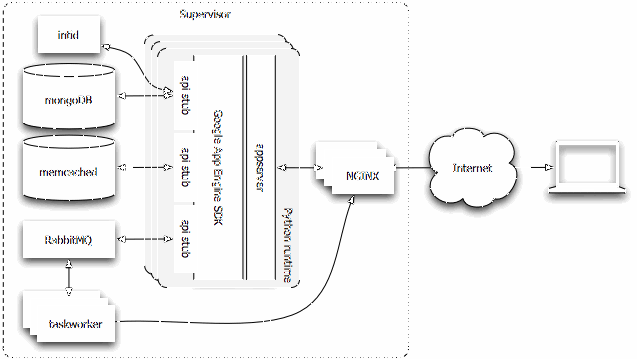 Supervisor
intid
mongoDB
memcached
RabbitMQ
taskworker
api stub
api stub
api stub
Google App Engine SDK
appserver
Python runtime
NGINX
Internet